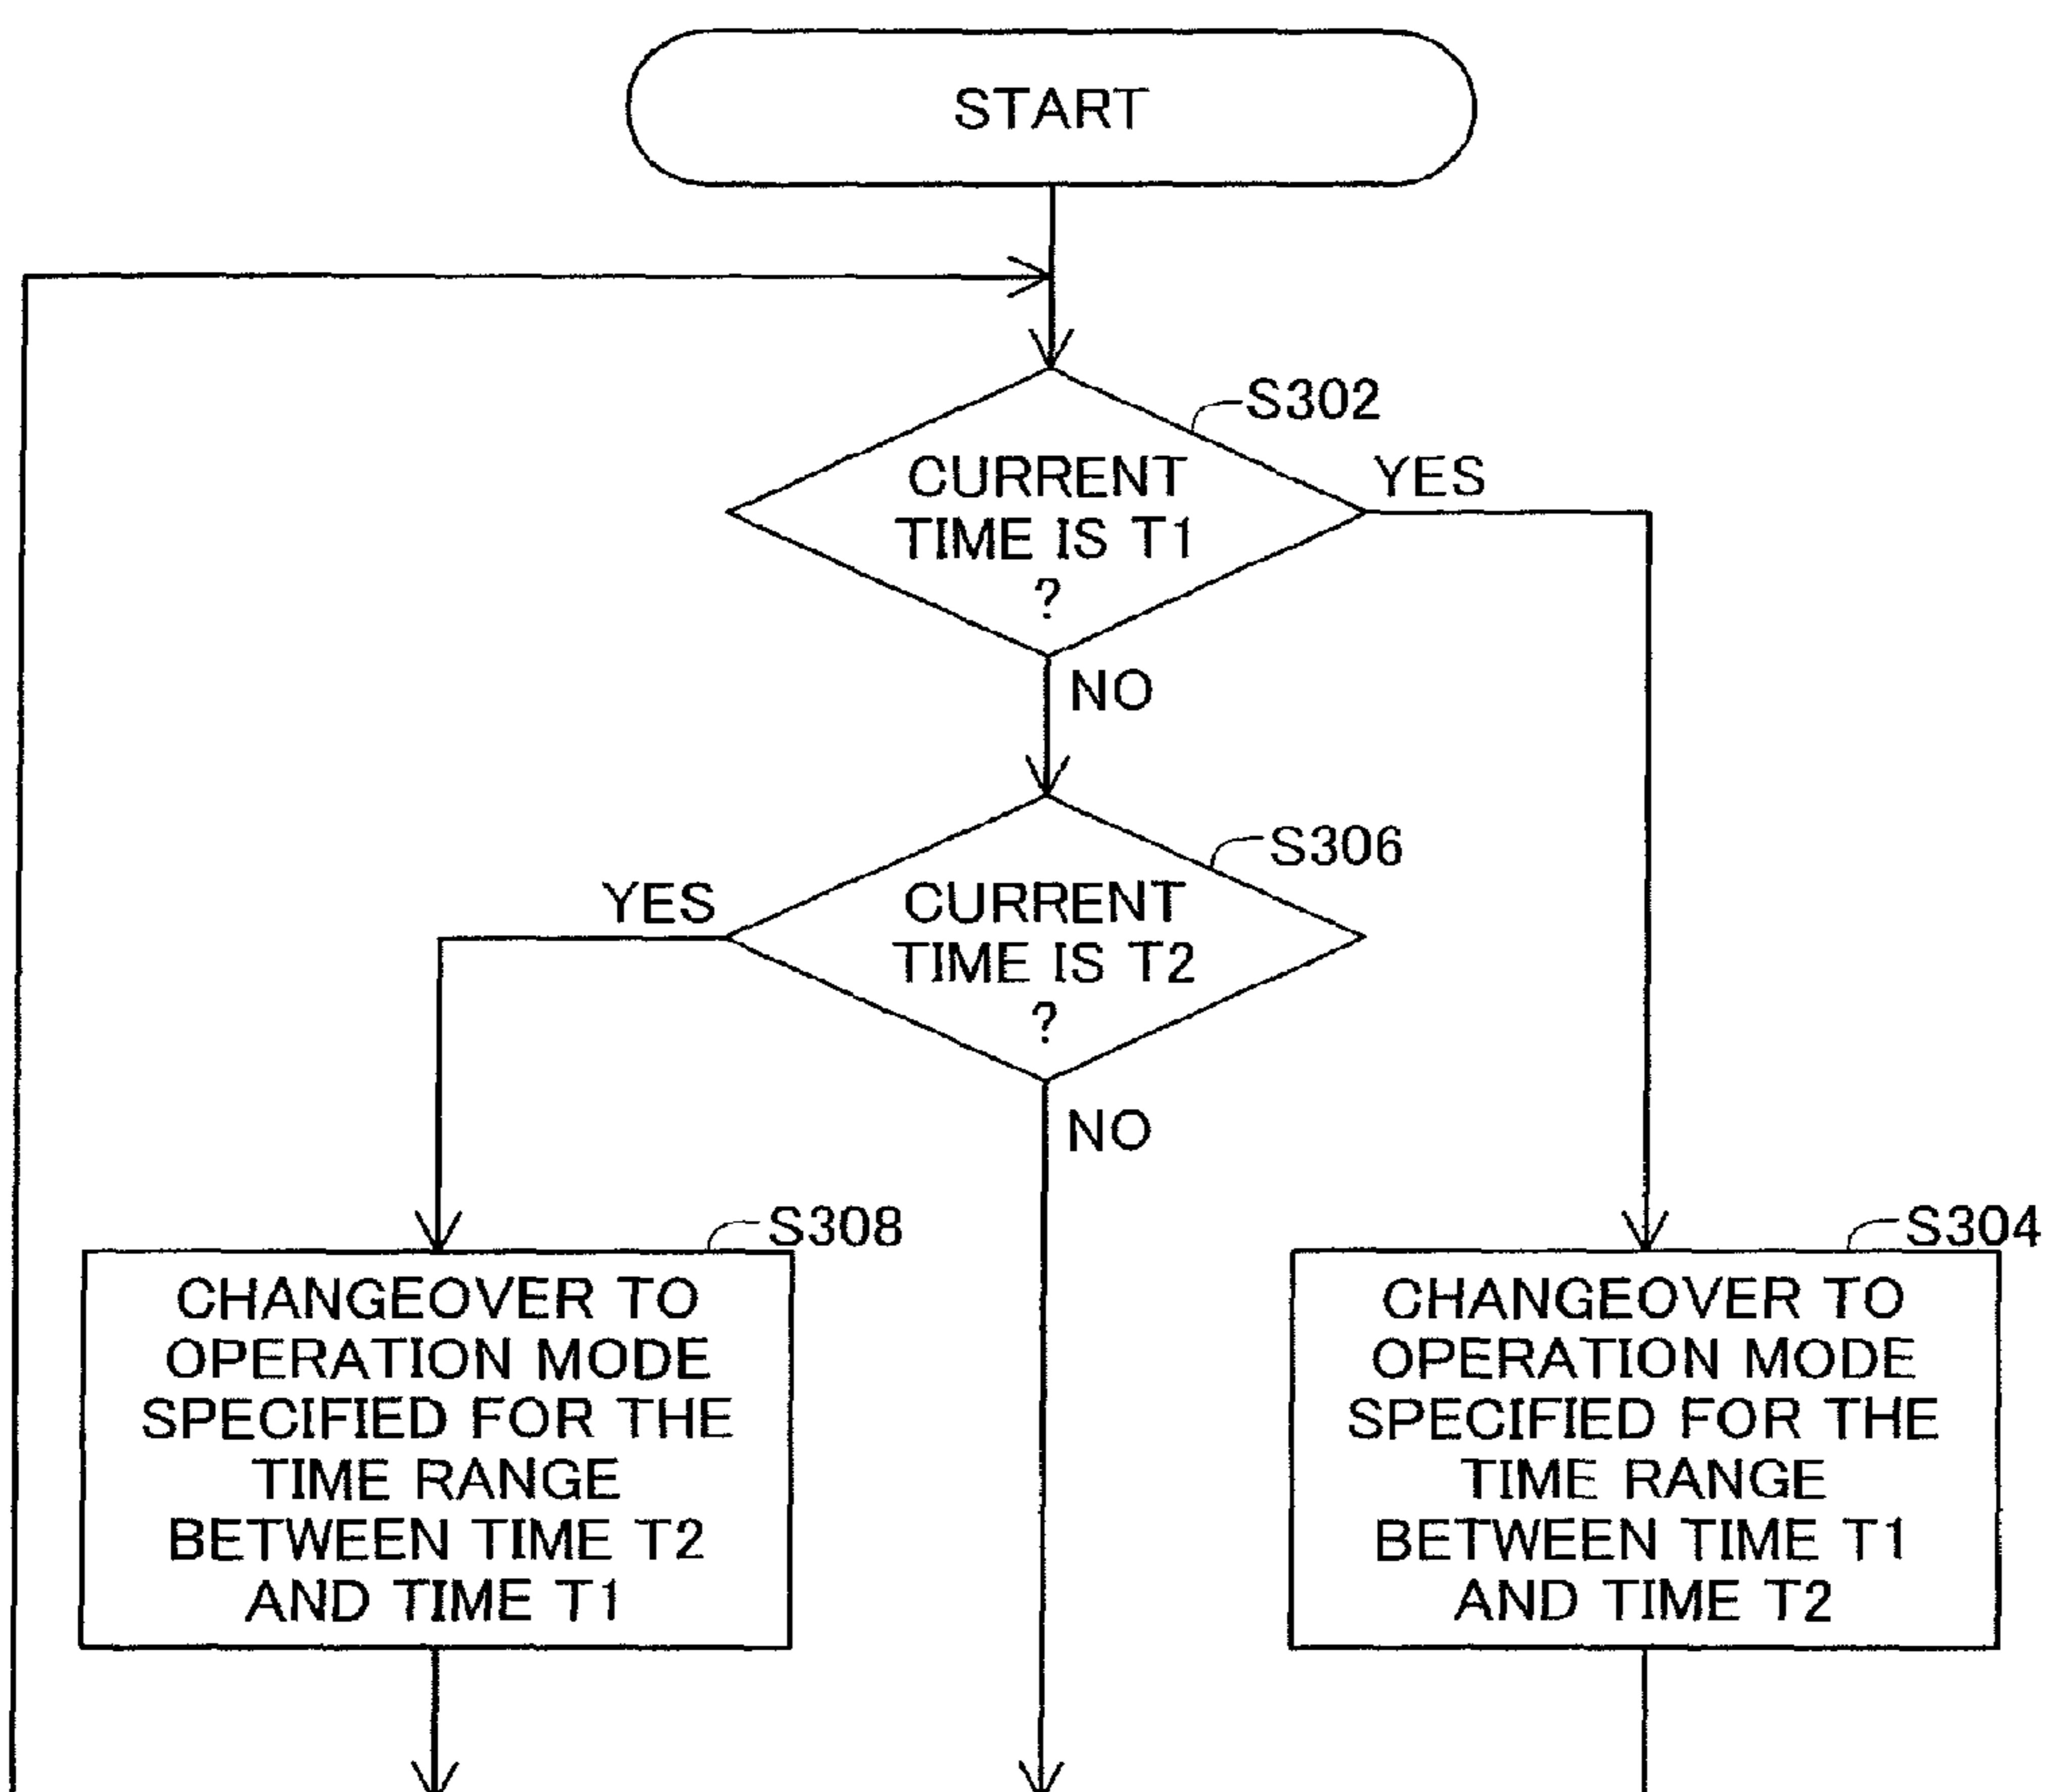 START
S302
CURRENT
TIME IS T1
?
YES
NO
S306
CURRENT
TIME IS T2
?
YES
NO
S308
CHANGEOVER TO
OPERATION MODE
SPECIFIED FOR THE
TIME RANGE
BETWEEN TIME T2
AND TIME T1
S304
CHANGEOVER TO
OPERATION MODE
SPECIFIED FOR THE
TIME RANGE
BETWEEN TIME T1
AND TIME T2